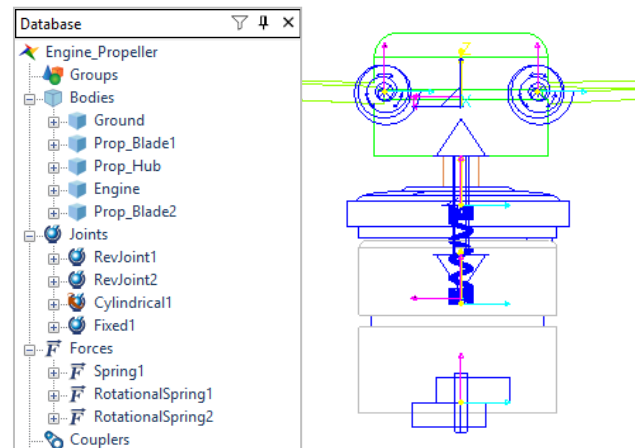 Database
Engine_Propeller
Groups
Bodies
Ground
Prop_Blade1
Prop_Hub
Engine
Prop_Blade2
Joints
RevJoint1
RevJoint2
Cylindrical1
Fixed1
Forces
Spring1
RotationalSpring1
RotationalSpring2
Couplers
Z
X